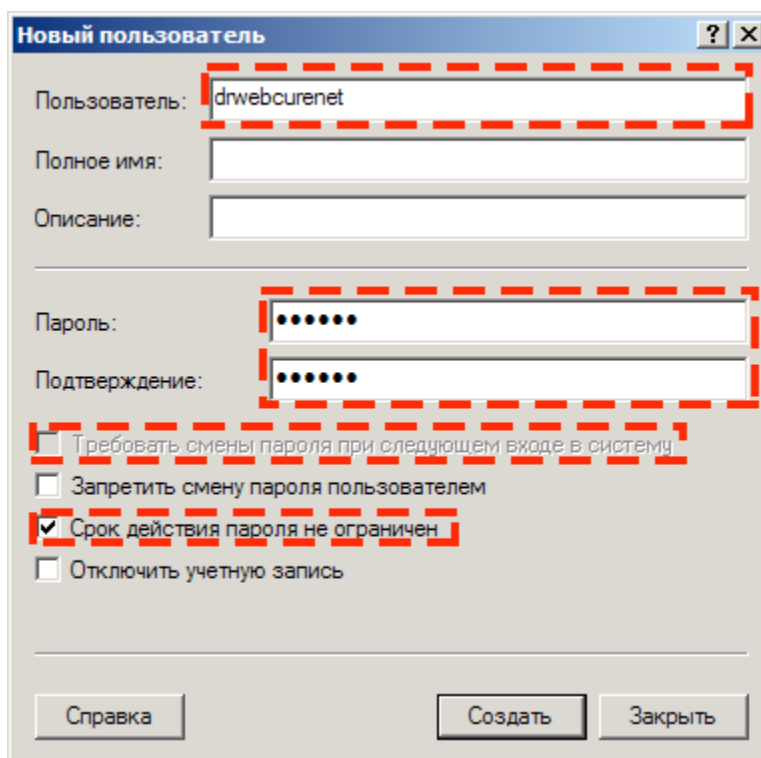 Новый пользователь
Пользователь: drwebcurenet
Полное имя:
Описание:
Пароль: ••••••
Подтверждение: ••••••
Требовать смены пароля при следующем входе в систему
Запретить смену пароля пользователем
Срок действия пароля не ограничен
Отключить учетную запись
Справка Создать Закрыть